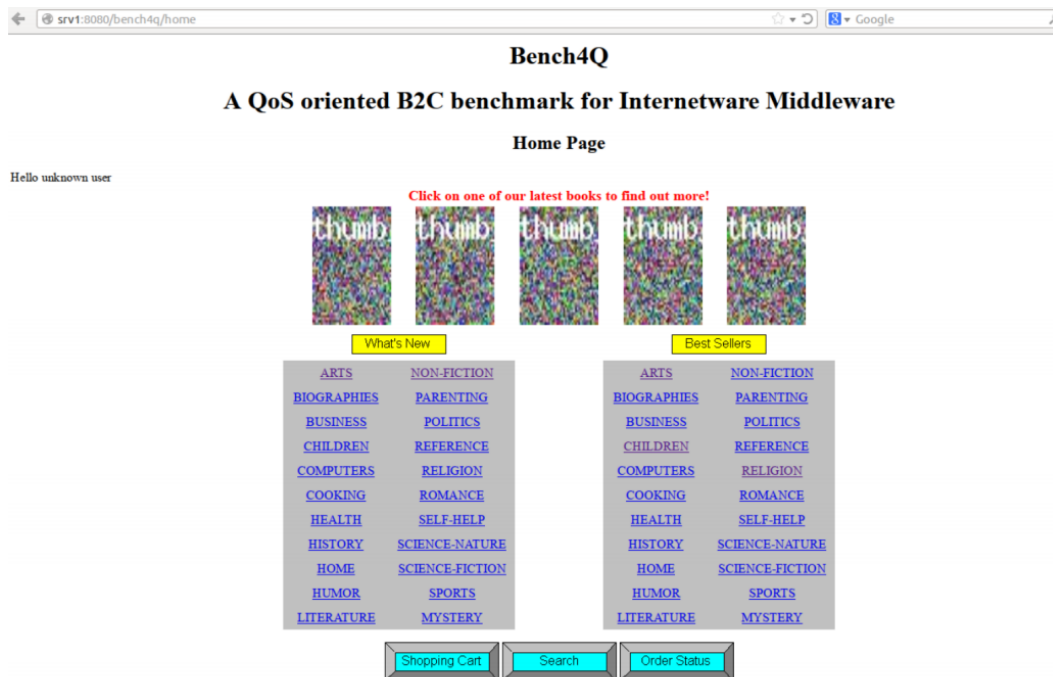 srv1:8080/bench4q/home
Google
Bench4Q
A QoS oriented B2C benchmark for Internetware Middleware
Home Page
Hello unknown user
Click on one of our latest books to find out more!
thumb. thumb. thumb. thumb. thumb.
What's New
Best Sellers
ARTS NON-FICTION ARTS NON-FICTION
BIOGRAPHIES PARENTING BIOGRAPHIES PARENTING
BUSINESS POLITICS BUSINESS POLITICS
CHILDREN REFERENCE CHILDREN REFERENCE
COMPUTERS RELIGION COMPUTERS RELIGION
COOKING ROMANCE COOKING ROMANCE
HEALTH SELF-HELP HEALTH SELF-HELP
HISTORY SCIENCE-NATURE HISTORY SCIENCE-NATURE
HOME SCIENCE-FICTION HOME SCIENCE-FICTION
HUMOR SPORTS HUMOR SPORTS
LITERATURE MYSTERY LITERATURE MYSTERY
Shopping Cart Search Order Status